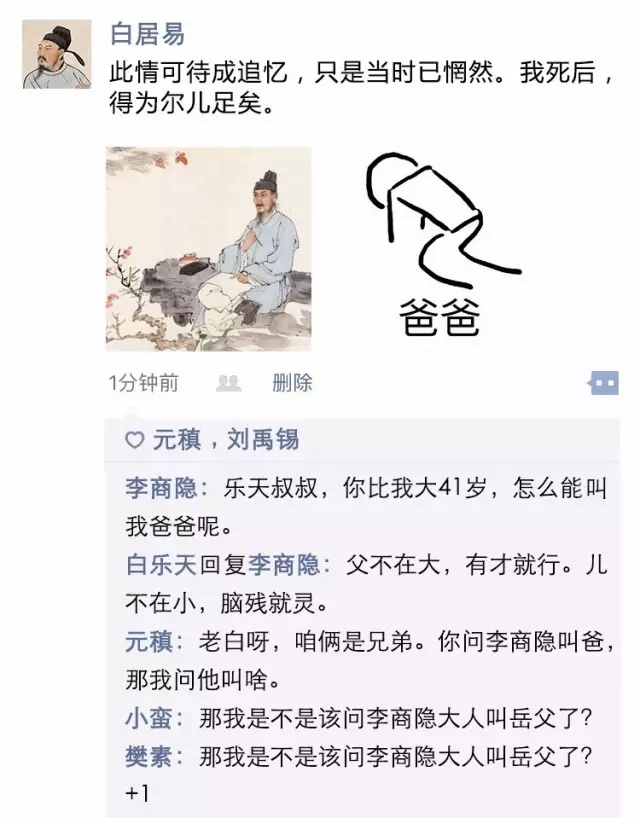 白居易
此情可待成追忆，只是当时已惘然。我死后，
得为尔儿足矣。
爸爸
1分钟前 删除
元稹，刘禹锡
李商隐：乐天叔叔，你比我大41岁，怎么能叫
我爸爸呢。
白乐天回复李商隐：父不在大，有才就行。儿
不在小，脑残就灵。
元稹：老白呀，咱俩是兄弟。你问李商隐叫爸，
那我问他叫啥。
小蛮：那我是不是该问李商隐大人叫岳父了？
樊素：那我是不是该问李商隐大人叫岳父了？
+1